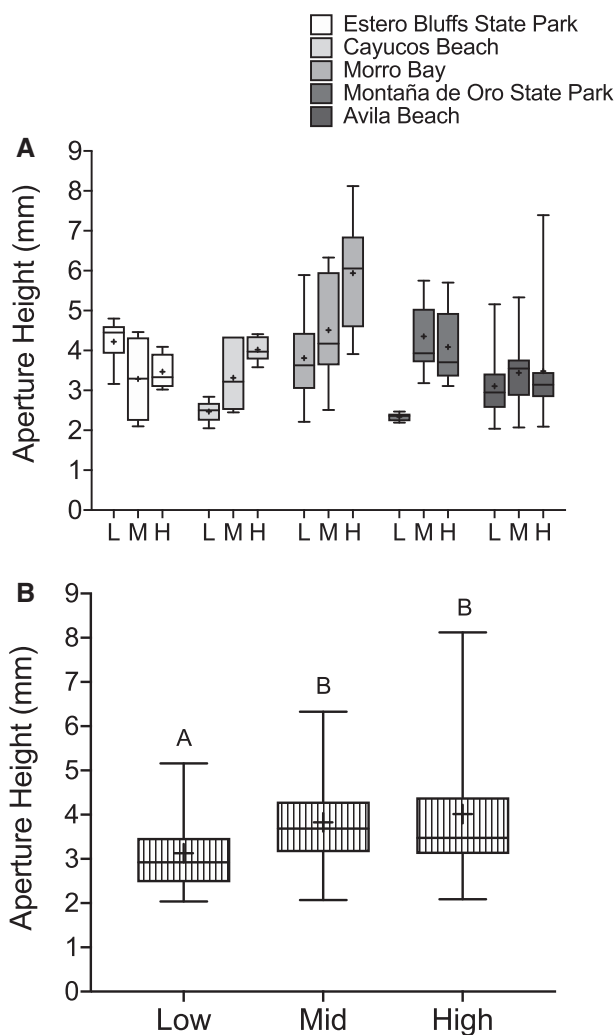 Estero Bluffs State Park
Cayucos Beach
Morro Bay
Montaña de Oro State Park
Avila Beach
A
Aperture Height (mm)
9
8
7
6
5
4
3
2
1
0
L M H L M H L M H L M H L M H
B
Aperture Height (mm)
9
8
7
6
5
4
3
2
1
0
A
B
B
Low Mid High